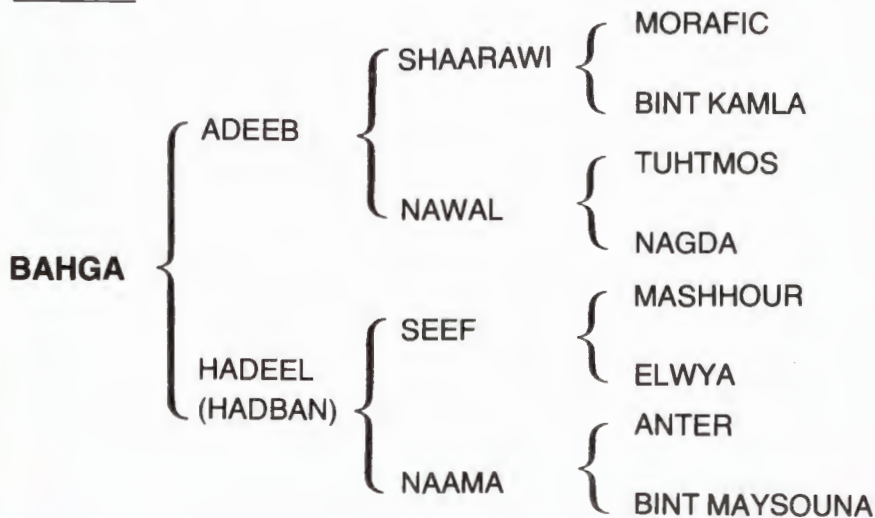 MORAFIC
SHAARAWI
BINT KAMLA
ADEEB
TUHTMOS
NAWAL
NAGDA
BAHGA
MASHHOUR
SEEF
ELWYA
HADEEL
(HADBAN)
ANTER
NAAMA
BINT MAYSOUNA